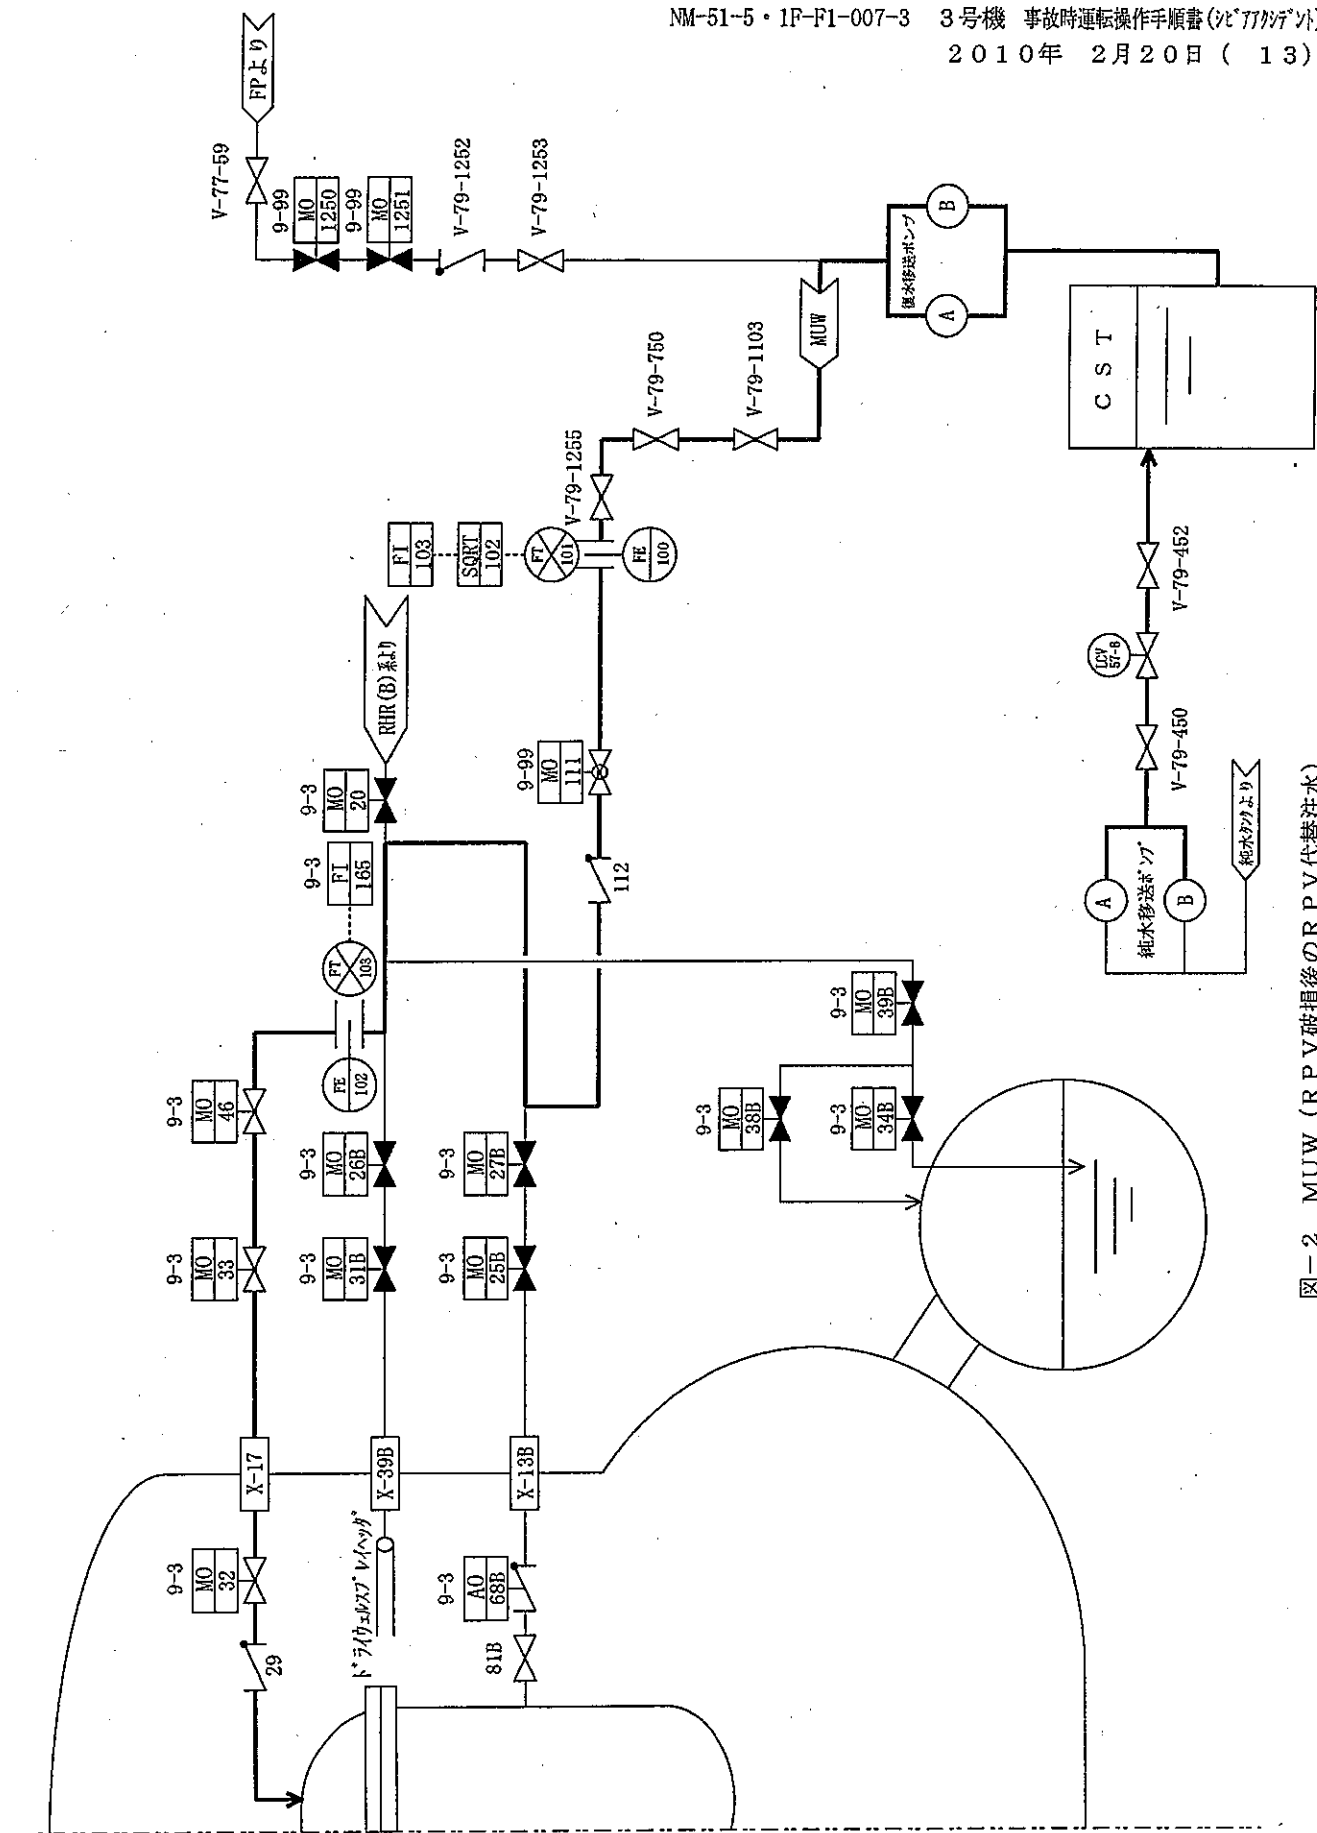 NM-51-5・1F-F1-007-3 3号機 事故時運転操作手順書(シビアアクシデント)
2010年 2月20日( 13)
FPより
V-77-59
9-99
MO
1250
9-99
MO
1251
V-79-1252
V-79-1253
復水移送ポンプ
A
B
MUW
CST
V-79-750
V-79-1103
V-79-1255
FI
103
SQRT
102
FT
101
FE
100
RHR(B)系より
9-3
MO
20
9-3
FI
165
FT
103
FE
102
9-99
MO
111
112
V-79-452
LCV
57-8
V-79-450
A
純水移送ポンプ
B
純水タンクより
9-3
MO
46
9-3
MO
33
9-3
MO
26B
9-3
MO
31B
9-3
MO
27B
9-3
MO
25B
9-3
MO
39B
9-3
MO
38B
9-3
MO
34B
X-17
X-39B
X-13B
9-3
MO
32
29
ドライウェルスプレイヘッダ
9-3
AO
68B
81B
図-2 MUW(RPV破損後のRPV代替注水)